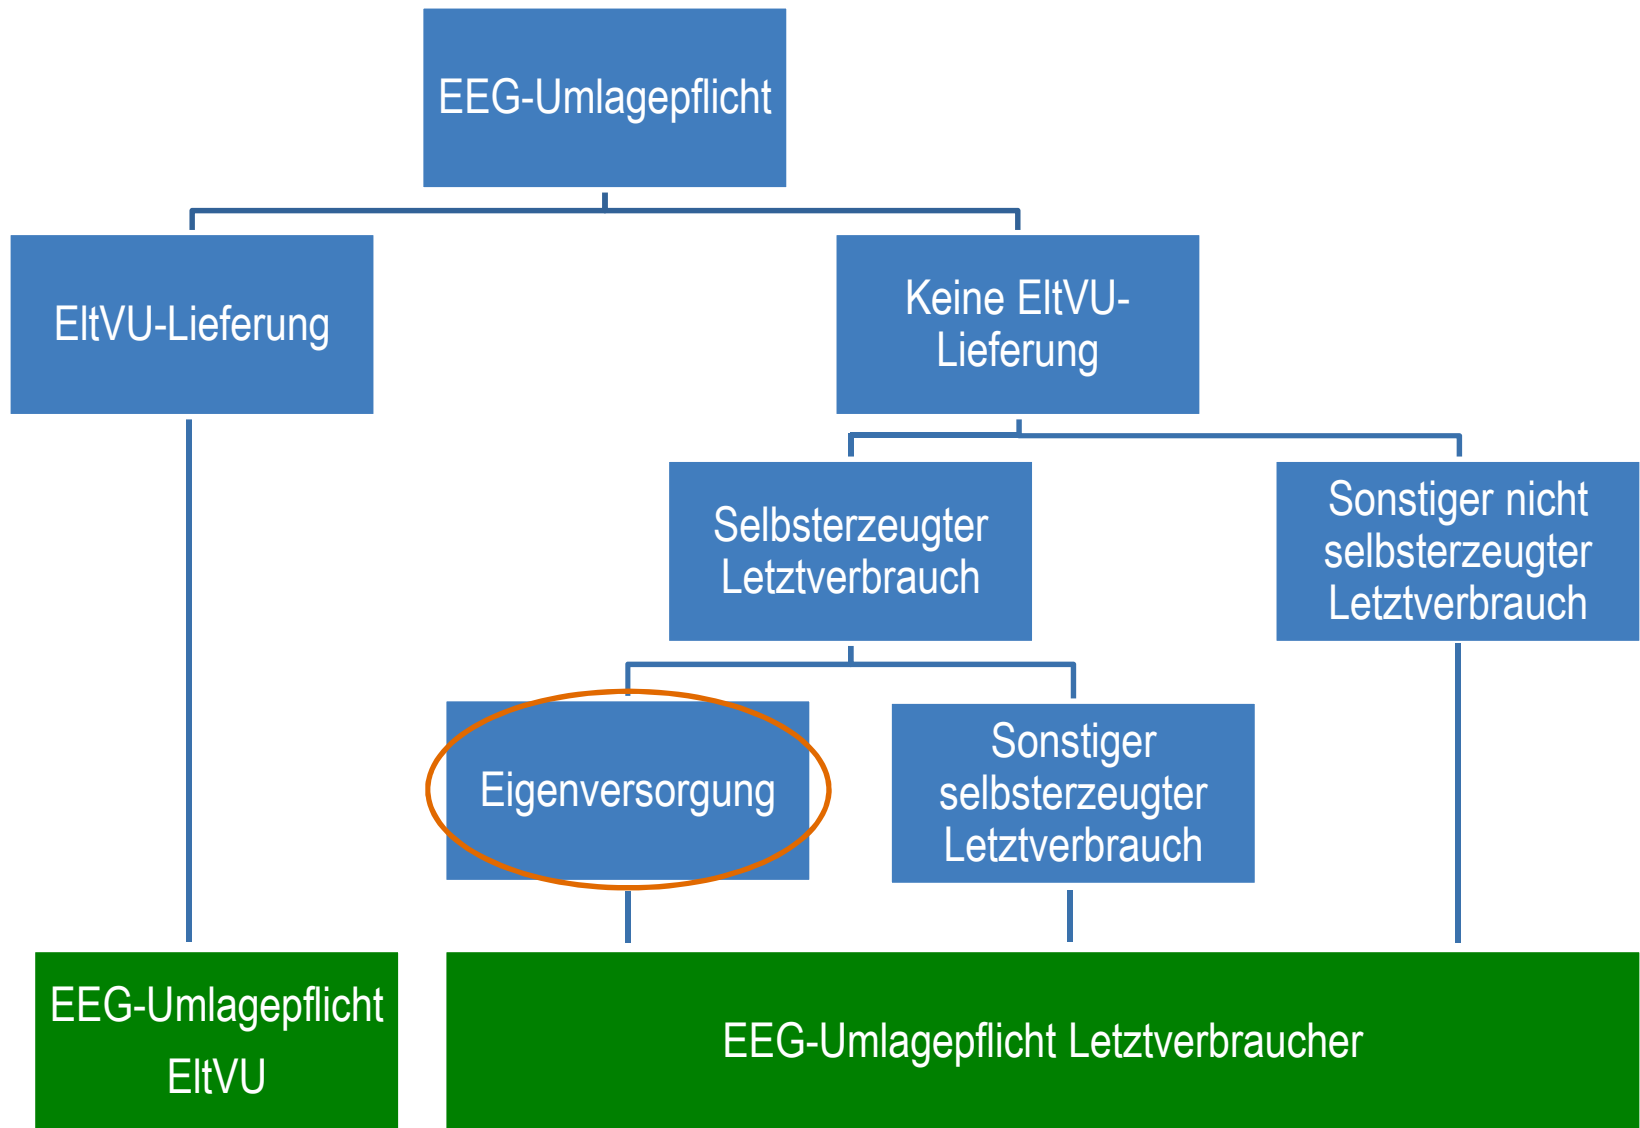 EEG-Umlagepflicht
EltVU-Lieferung
Keine EltVU-
Lieferung
Selbsterzeugter
Letztverbrauch
Sonstiger nicht
selbsterzeugter
Letztverbrauch
Eigenversorgung
Sonstiger
selbsterzeugter
Letztverbrauch
EEG-Umlagepflicht
EltVU
EEG-Umlagepflicht Letztverbraucher